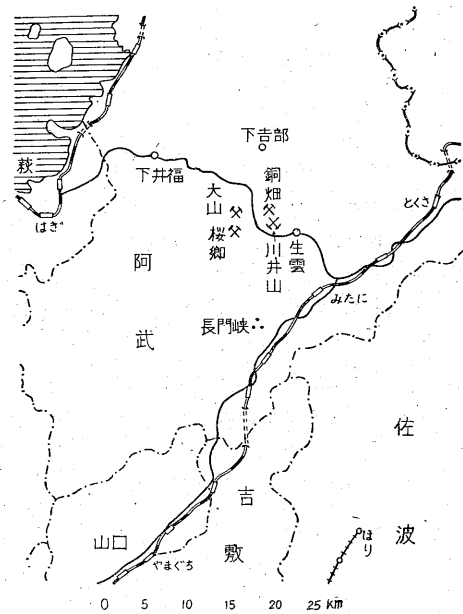 萩
はぎ
下井福
下吉部
銅畑
大山
桜郷
川井山
生雲
とくさ
みたに
長門峡
阿武
佐波
吉敷
山口
やまぐち
ほり
0 5 10 15 20 25 Km